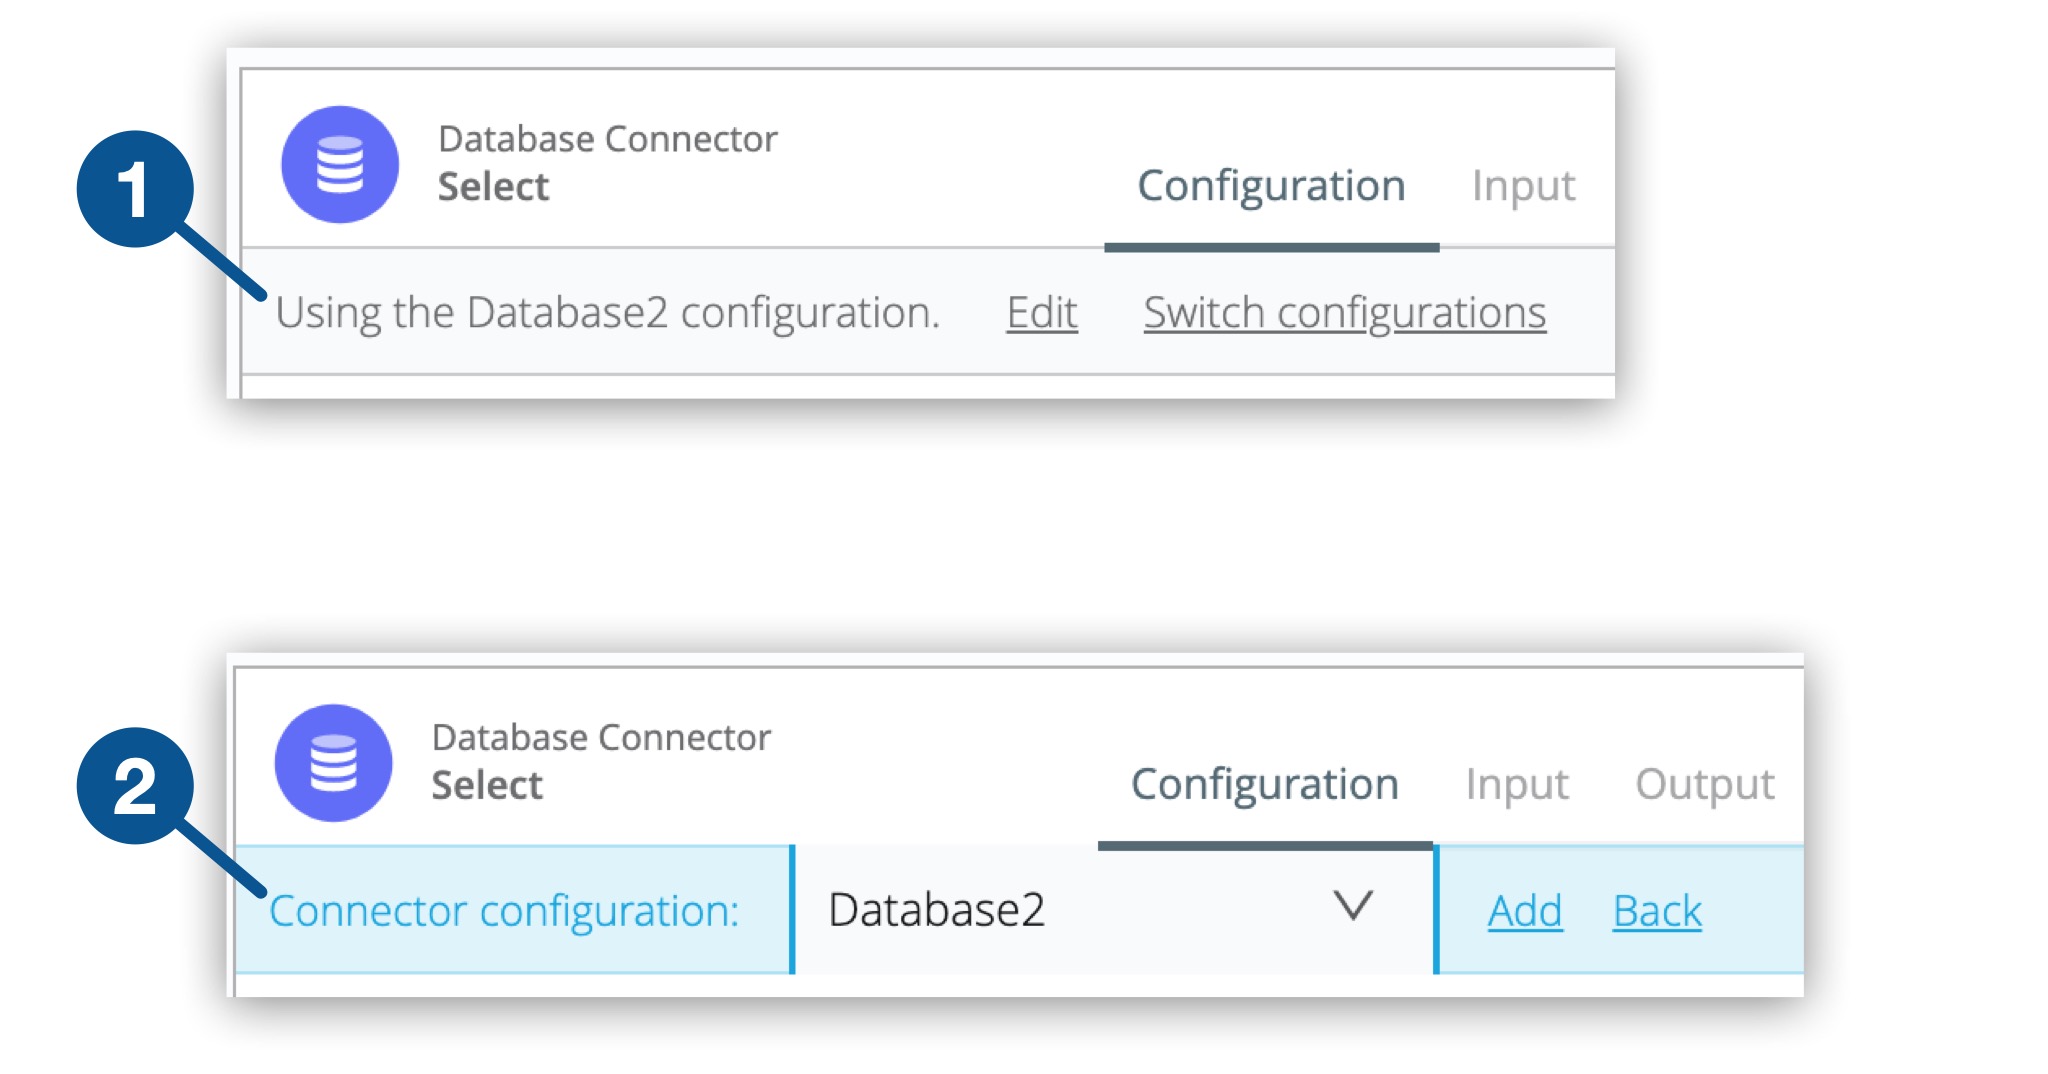 1
Database Connector
Select
Configuration Input
Using the Database2 configuration. Edit Switch configurations
2
Database Connector
Select
Configuration Input Output
Connector configuration: Database2 Add Back